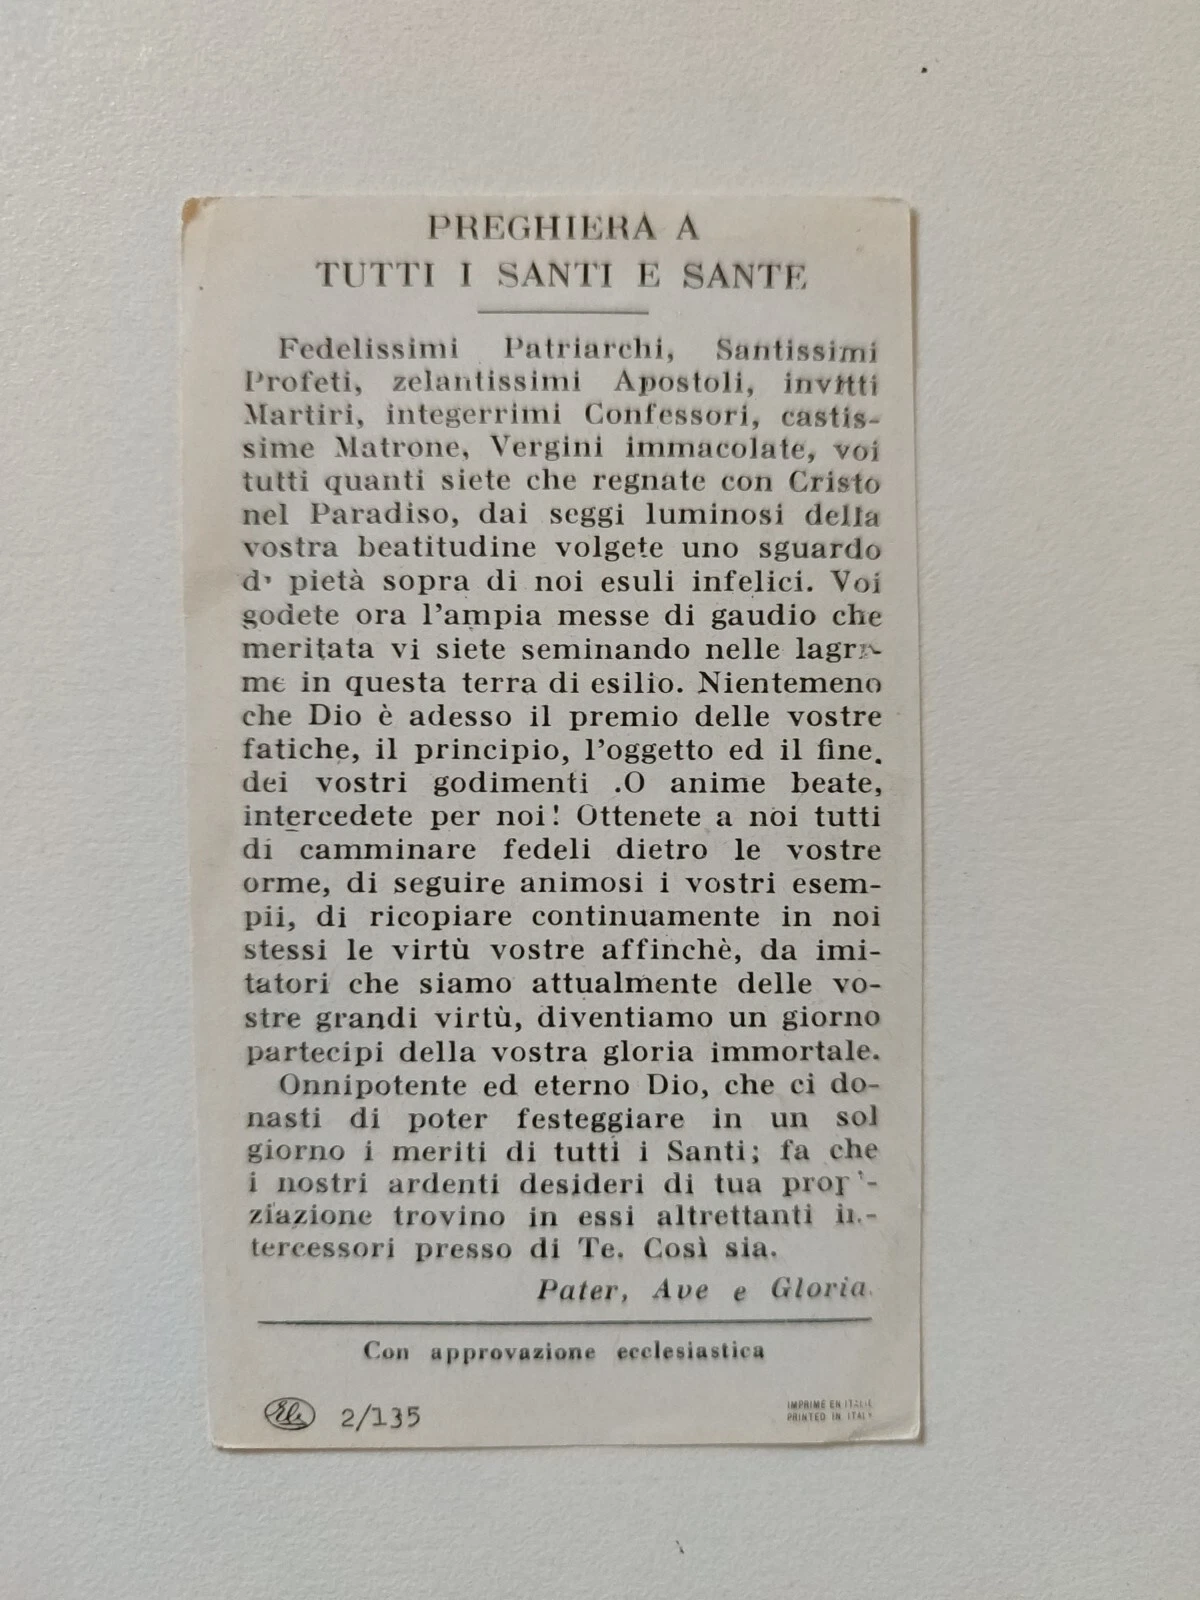 PREGHIERA A
TUTTI I SANTI E SANTE
Fedelissimi Patriarchi, Santissimi
Profeti, zelantissimi Apostoli, invitti
Martiri, integerrimi Confessori, castis-
sime Matrone, Vergini immacolate, voi
tutti quanti siete che regnate con Cristo
nel Paradiso, dai seggi luminosi della
vostra beatitudine volgete uno sguardo
di pietà sopra di noi esuli infelici. Voi
godete ora l'ampia messe di gaudio che
meritata vi siete seminando nelle lagri-
me in questa terra di esilio. Nientemeno
che Dio è adesso il premio delle vostre
fatiche, il principio, l'oggetto ed il fine.
dei vostri godimenti .O anime beate,
intercedete per noi! Ottenete a noi tutti
di camminare fedeli dietro le vostre
orme, di seguire animosi i vostri esem-
pii, di ricopiare continuamente in noi
stessi le virtù vostre affinchè, da imi-
tatori che siamo attualmente delle vo-
stre grandi virtù, diventiamo un giorno
partecipi della vostra gloria immortale.
Onnipotente ed eterno Dio, che ci do-
nasti di poter festeggiare in un sol
giorno i meriti di tutti i Santi; fa che
i nostri ardenti desideri di tua propi-
ziazione trovino in essi altrettanti in-
tercessori presso di Te. Così sia.
Pater, Ave e Gloria.
Con approvazione ecclesiastica
2/135
IMPRIMÉ EN ITALIE
PRINTED IN ITALY